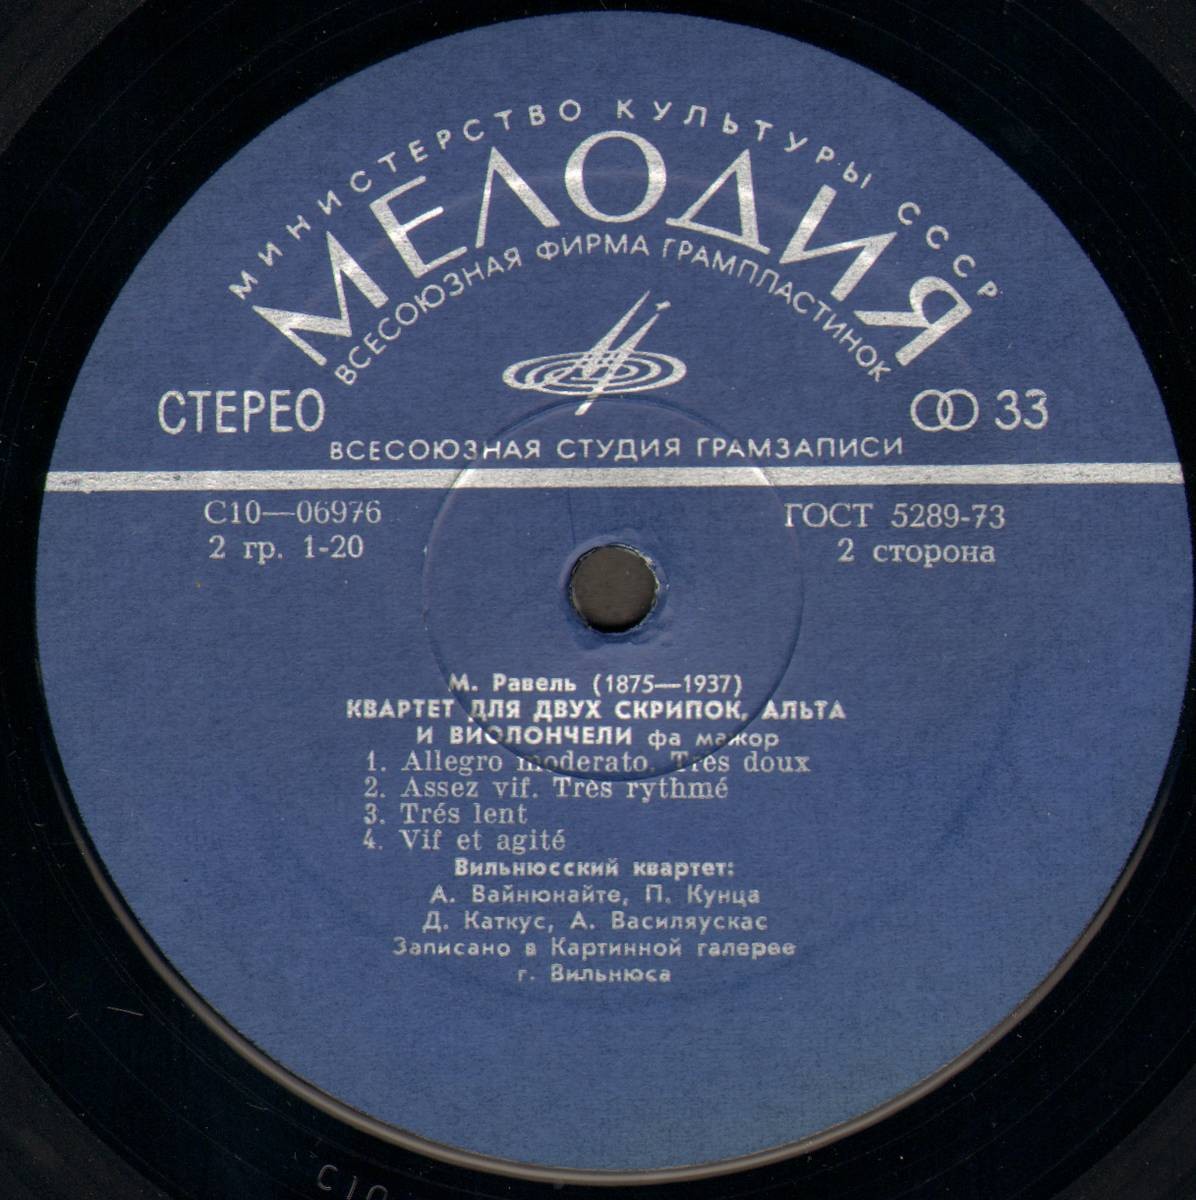 МИНИСТЕРСТВО КУЛЬТУРЫ СССР
МЕЛОДИЯ
ВСЕСОЮЗНАЯ ФИРМА ГРАМПЛАСТИНОК
СТЕРЕО
33
ВСЕСОЮЗНАЯ СТУДИЯ ГРАМЗАПИСИ
С10—06976
ГОСТ 5289-73
2 гр. 1-20
2 сторона
М. Равель (1875—1937)
КВАРТЕТ ДЛЯ ДВУХ СКРИПОК, АЛЬТА
И ВИОЛОНЧЕЛИ фа мажор
1. Allegro moderato. Très doux
2. Assez vif. Très rythmé
3. Trés lent
4. Vif et agité
Вильнюсский квартет:
А. Вайнюнайте, П. Кунца
Д. Каткус, А. Василяускас
Записано в Картинной галерее
г. Вильнюса
С10